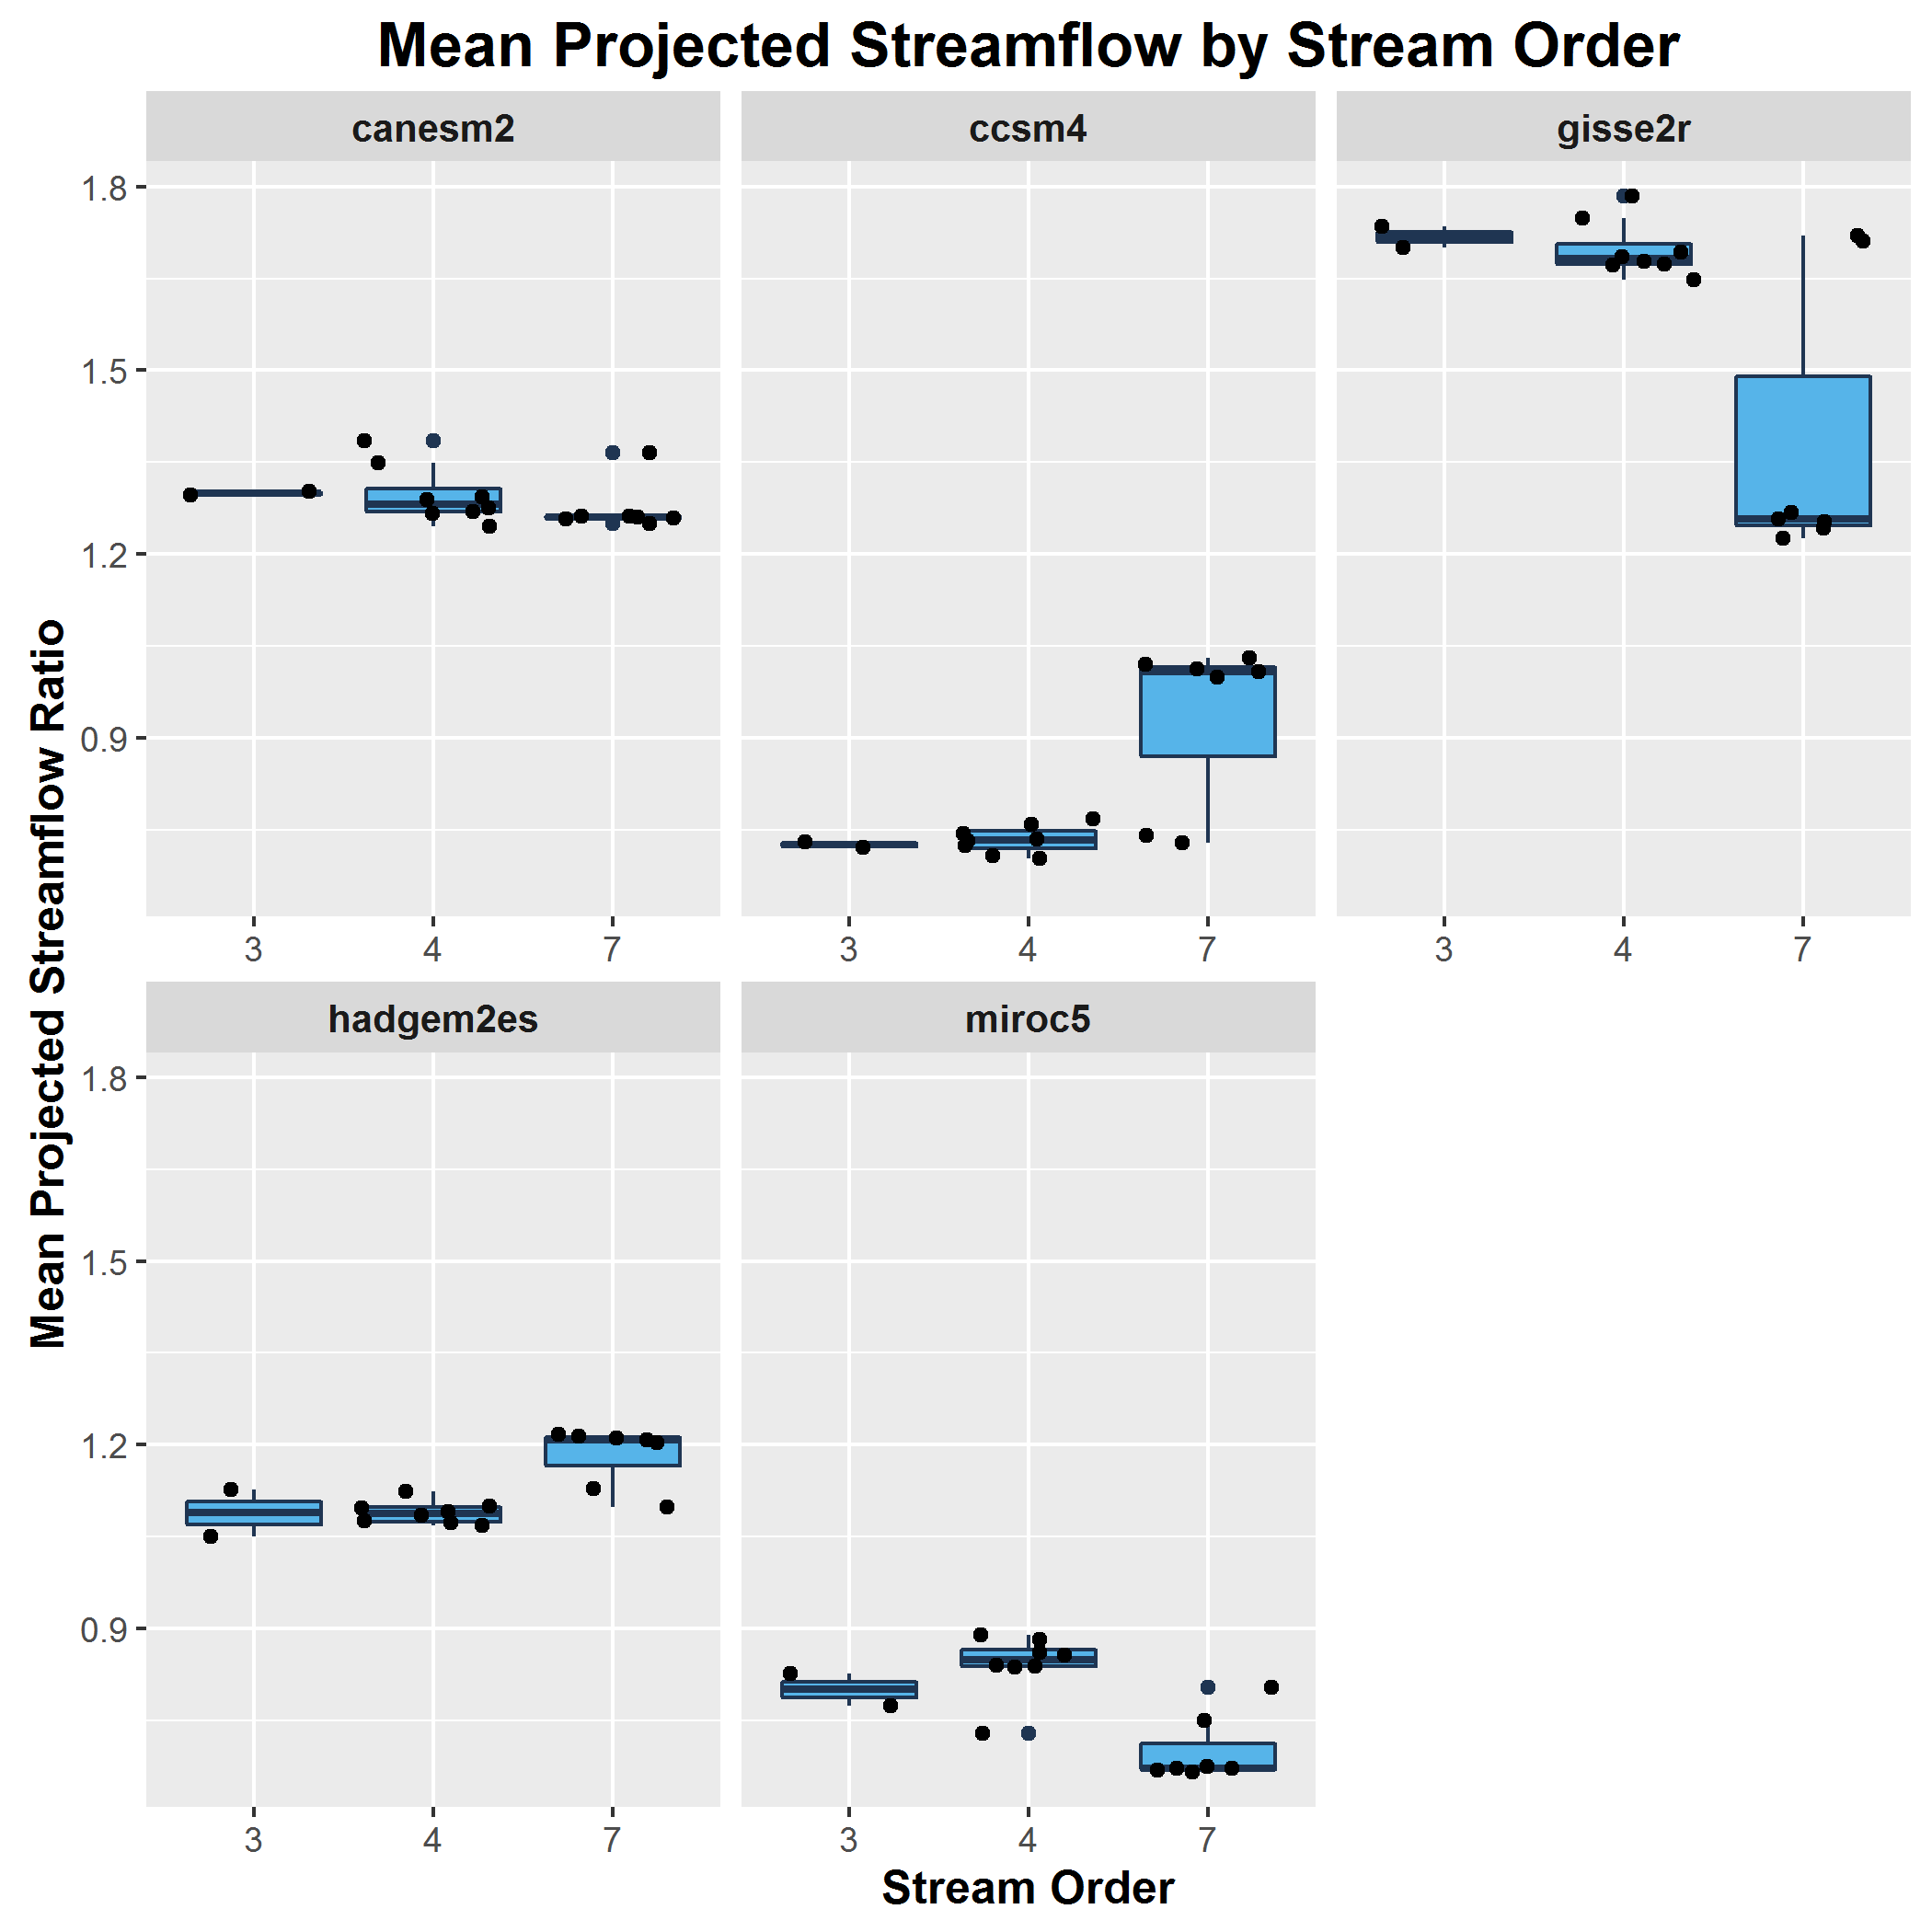 Mean Projected Streamflow by Stream Order
canesm2 ccsm4 gisse2r
1.8
1.5
1.2
0.9
3 4 7 3 4 7 3 4 7
Mean Projected Streamflow Ratio
hadgem2es miroc5
1.8
1.5
1.2
0.9
3 4 7 3 4 7
Stream Order